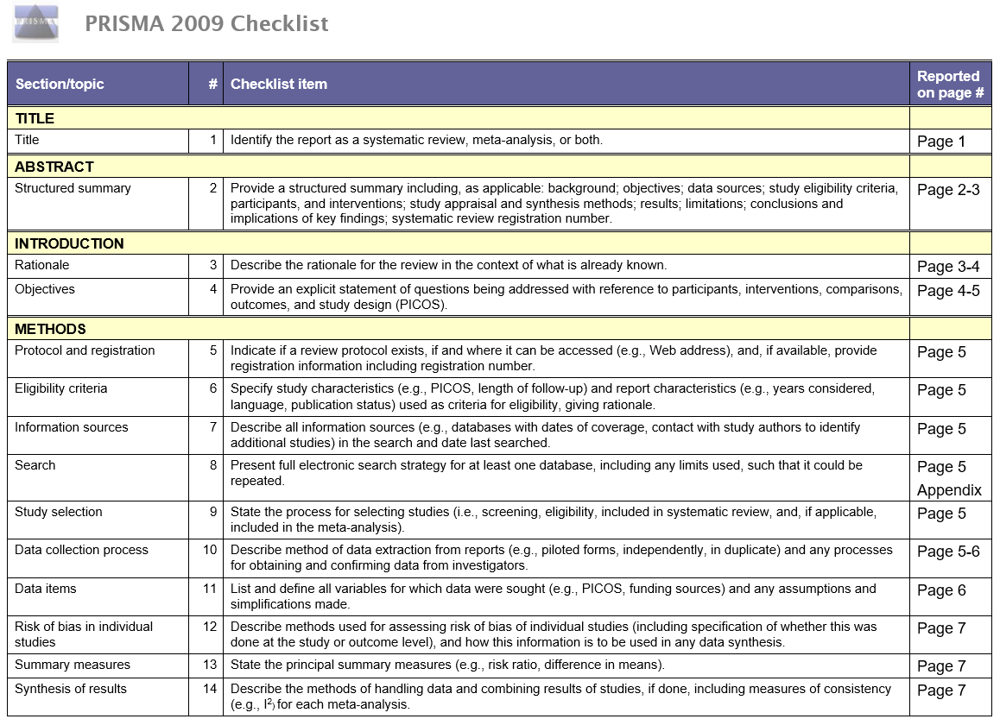 PRISMA
PRISMA 2009 Checklist
Section/topic # Checklist item Reported on page #
TITLE
Title 1 Identify the report as a systematic review, meta-analysis, or both. Page 1
ABSTRACT
Structured summary 2 Provide a structured summary including, as applicable: background; objectives; data sources; study eligibility criteria, Page 2-3
participants, and interventions; study appraisal and synthesis methods; results; limitations; conclusions and
implications of key findings; systematic review registration number.
INTRODUCTION
Rationale 3 Describe the rationale for the review in the context of what is already known. Page 3-4
Objectives 4 Provide an explicit statement of questions being addressed with reference to participants, interventions, comparisons, Page 4-5
outcomes, and study design (PICOS).
METHODS
Protocol and registration 5 Indicate if a review protocol exists, if and where it can be accessed (e.g., Web address), and, if available, provide Page 5
registration information including registration number.
Eligibility criteria 6 Specify study characteristics (e.g., PICOS, length of follow-up) and report characteristics (e.g., years considered, Page 5
language, publication status) used as criteria for eligibility, giving rationale.
Information sources 7 Describe all information sources (e.g., databases with dates of coverage, contact with study authors to identify Page 5
additional studies) in the search and date last searched.
Search 8 Present full electronic search strategy for at least one database, including any limits used, such that it could be Page 5
repeated. Appendix
Study selection 9 State the process for selecting studies (i.e., screening, eligibility, included in systematic review, and, if applicable, Page 5
included in the meta-analysis).
Data collection process 10 Describe method of data extraction from reports (e.g., piloted forms, independently, in duplicate) and any processes Page 5-6
for obtaining and confirming data from investigators.
Data items 11 List and define all variables for which data were sought (e.g., PICOS, funding sources) and any assumptions and Page 6
simplifications made.
Risk of bias in individual 12 Describe methods used for assessing risk of bias of individual studies (including specification of whether this was Page 7
studies done at the study or outcome level), and how this information is to be used in any data synthesis.
Summary measures 13 State the principal summary measures (e.g., risk ratio, difference in means). Page 7
Synthesis of results 14 Describe the methods of handling data and combining results of studies, if done, including measures of consistency Page 7
(e.g., I²) for each meta-analysis.